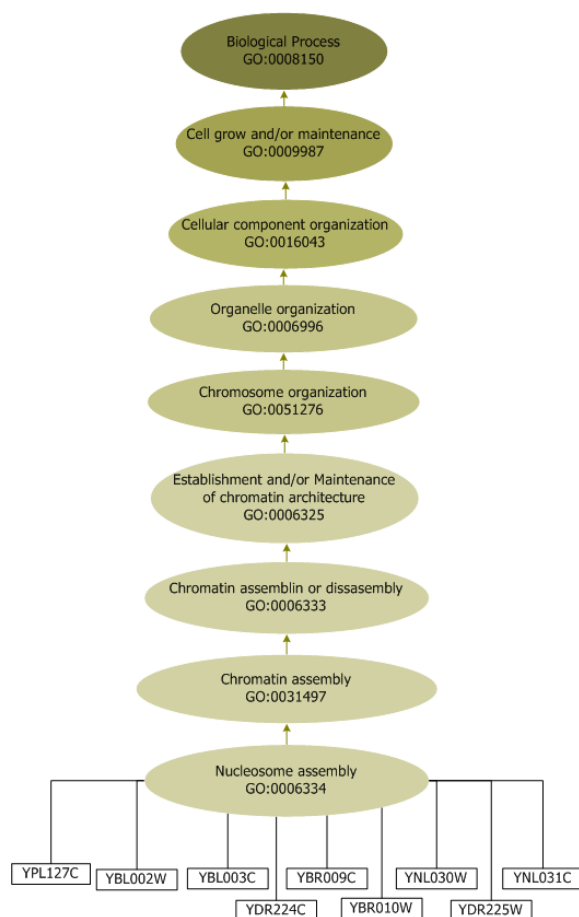 Biological Process
GO:0008150
Cell grow and/or maintenance
GO:0009987
Cellular component organization
GO:0016043
Organelle organization
GO:0006996
Chromosome organization
GO:0051276
Establishment and/or Maintenance
of chromatin architecture
GO:0006325
Chromatin assemblin or dissasembly
GO:0006333
Chromatin assembly
GO:0031497
Nucleosome assembly
GO:0006334
YPL127C
YBL002W
YBL003C
YBR009C
YNL030W
YNL031C
YDR224C
YBR010W
YDR225W